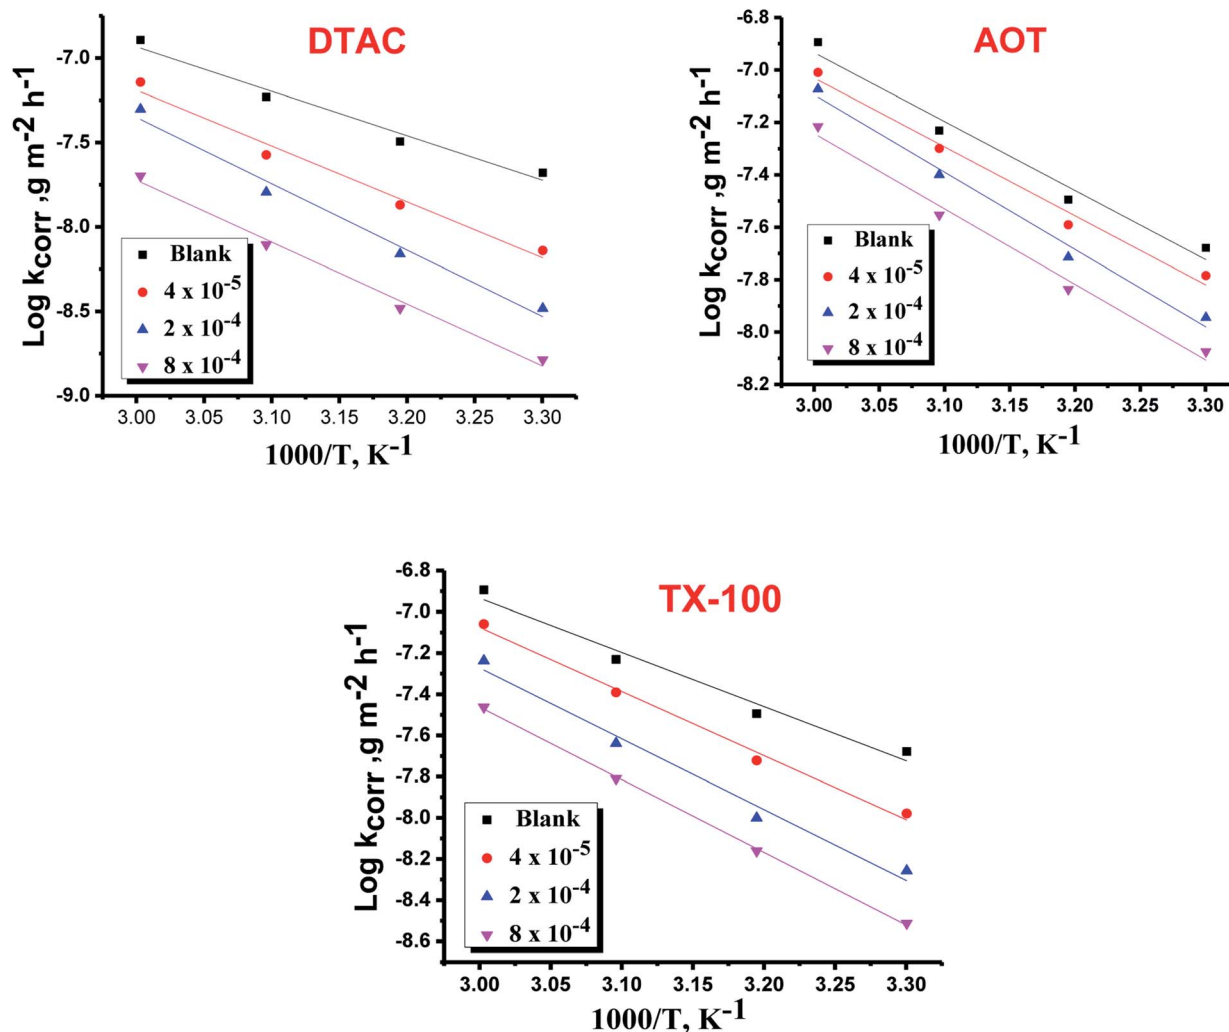 DTAC
Log kcorr ,g m-2 h-1
-7.0
-7.5
-8.0
-8.5
-9.0
Blank
4 x 10-5
2 x 10-4
8 x 10-4
3.00 3.05 3.10 3.15 3.20 3.25 3.30
1000/T, K-1
AOT
Log kcorr ,g m-2 h-1
-6.8
-7.0
-7.2
-7.4
-7.6
-7.8
-8.0
-8.2
Blank
4 x 10-5
2 x 10-4
8 x 10-4
3.00 3.05 3.10 3.15 3.20 3.25 3.30
1000/T, K-1
TX-100
Log kcorr ,g m-2 h-1
-6.8
-7.0
-7.2
-7.4
-7.6
-7.8
-8.0
-8.2
-8.4
-8.6
Blank
4 x 10-5
2 x 10-4
8 x 10-4
3.00 3.05 3.10 3.15 3.20 3.25 3.30
1000/T, K-1